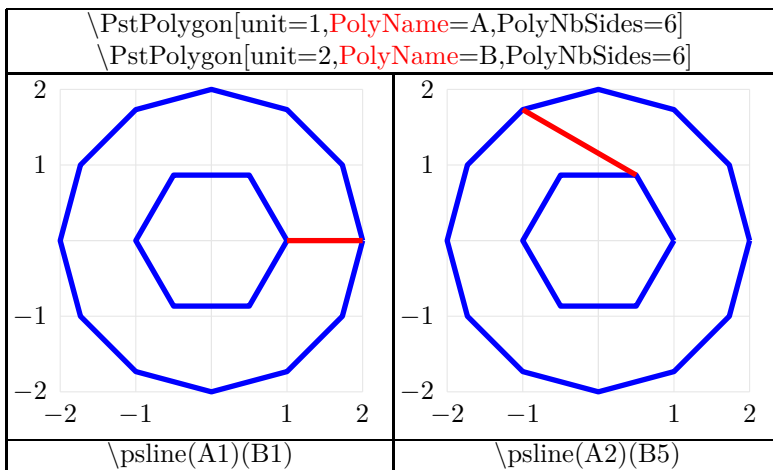 \PstPolygon[unit=1,PolyName=A,PolyNbSides=6]
\PstPolygon[unit=2,PolyName=B,PolyNbSides=6]
2
1
−1
−2
−2 −1 1 2
2
1
−1
−2
−2 −1 1 2
\psline(A1)(B1)
\psline(A2)(B5)